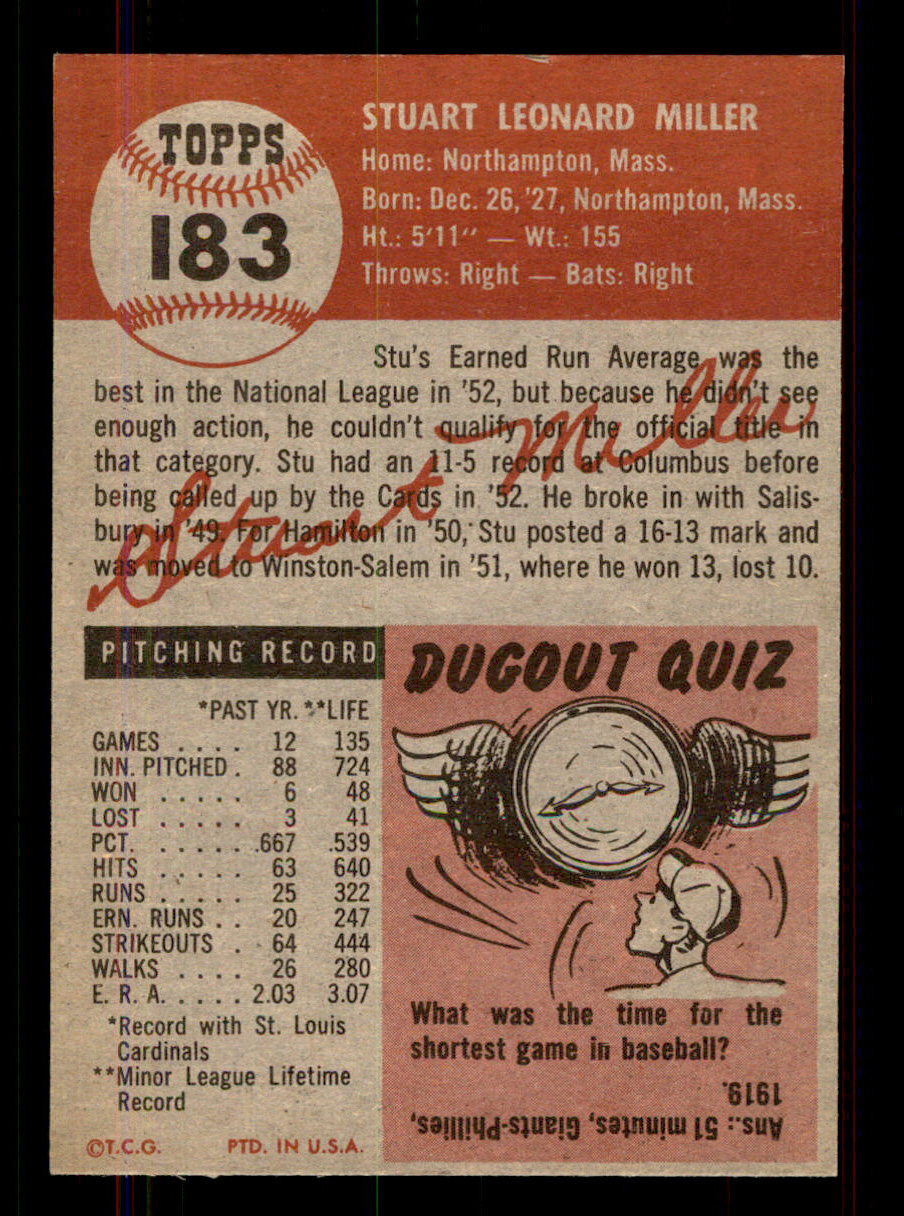 TOPPS
183
STUART LEONARD MILLER
Home: Northampton, Mass.
Born: Dec. 26, '27, Northampton, Mass.
Ht.: 5'11" — Wt.: 155
Throws: Right — Bats: Right
Stu's Earned Run Average was the
best in the National League in '52, but because he didn't see
enough action, he couldn't qualify for the official title in
that category. Stu had an 11-5 record at Columbus before
being called up by the Cards in '52. He broke in with Salis-
bury in '49. For Hamilton in '50, Stu posted a 16-13 mark and
was moved to Winston-Salem in '51, where he won 13, lost 10.
Stuart Miller
PITCHING RECORD
*PAST YR. **LIFE
GAMES . . . . 12 135
INN. PITCHED . 88 724
WON . . . . . 6 48
LOST . . . . . 3 41
PCT. . . . . . .667 .539
HITS . . . . . 63 640
RUNS . . . . . 25 322
ERN. RUNS . . 20 247
STRIKEOUTS . 64 444
WALKS . . . . 26 280
E. R. A. . . . . 2.03 3.07
*Record with St. Louis
Cardinals
**Minor League Lifetime
Record
©T.C.G. PTD. IN U.S.A.
DUGOUT QUIZ
What was the time for the
shortest game in baseball?
Ans.: 51 minutes, Giants-Phillies,
1919.